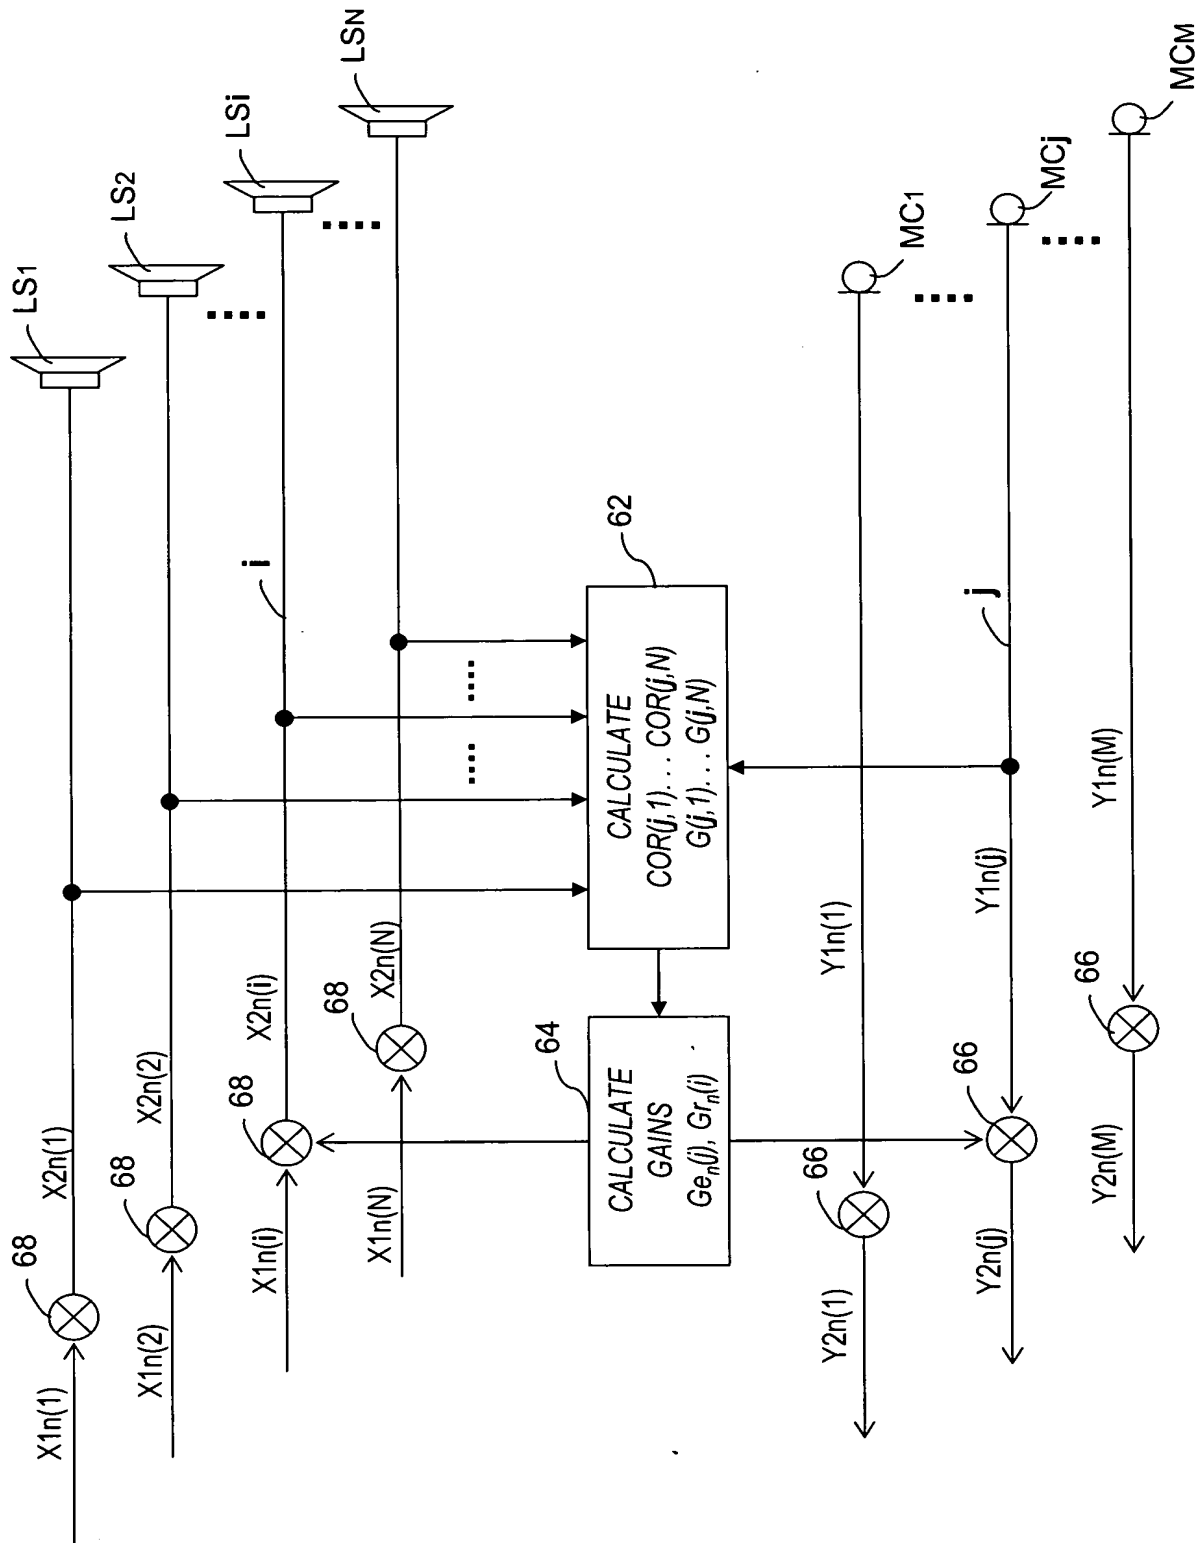 LS1
LS2
LSi
LSN
68
X1n(1)
X2n(1)
68
X1n(2)
X2n(2)
68
X1n(i)
X2n(i)
i
68
X1n(N)
X2n(N)
62
CALCULATE
COR(j,1)... COR(j,N)
G(j,1)... G(j,N)
64
CALCULATE
GAINS
Gen(j), Grn(i)
MC1
Y1n(1)
66
Y2n(1)
MCj
j
Y1n(j)
66
Y2n(j)
MCM
Y1n(M)
66
Y2n(M)